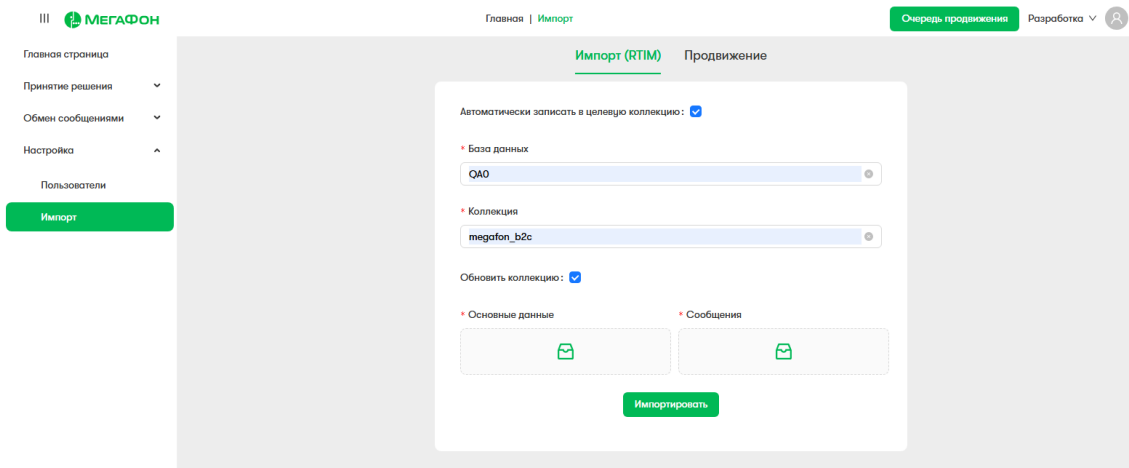 МЕГАФОН
Главная | Импорт
Очередь продвижения
Разработка
Главная страница
Принятие решения
Обмен сообщениями
Настройка
Пользователи
Импорт
Импорт (RTIM)
Продвижение
Автоматически записать в целевую коллекцию:
* База данных
QA0
* Коллекция
megafon_b2c
Обновить коллекцию:
* Основные данные
* Сообщения
Импортировать